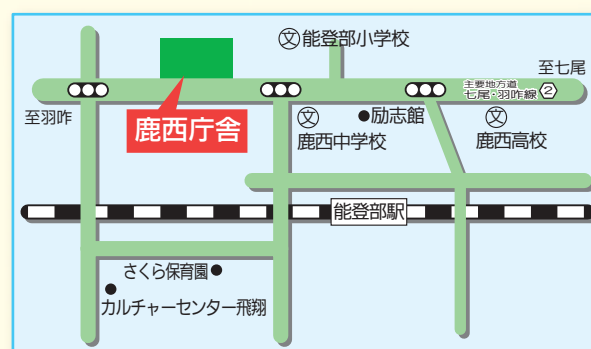 文 能登部小学校
至七尾
主要地方道
七尾・羽咋線 2
至羽咋
鹿西庁舎
文
鹿西中学校
励志館
文
鹿西高校
能登部駅
さくら保育園
カルチャーセンター飛翔